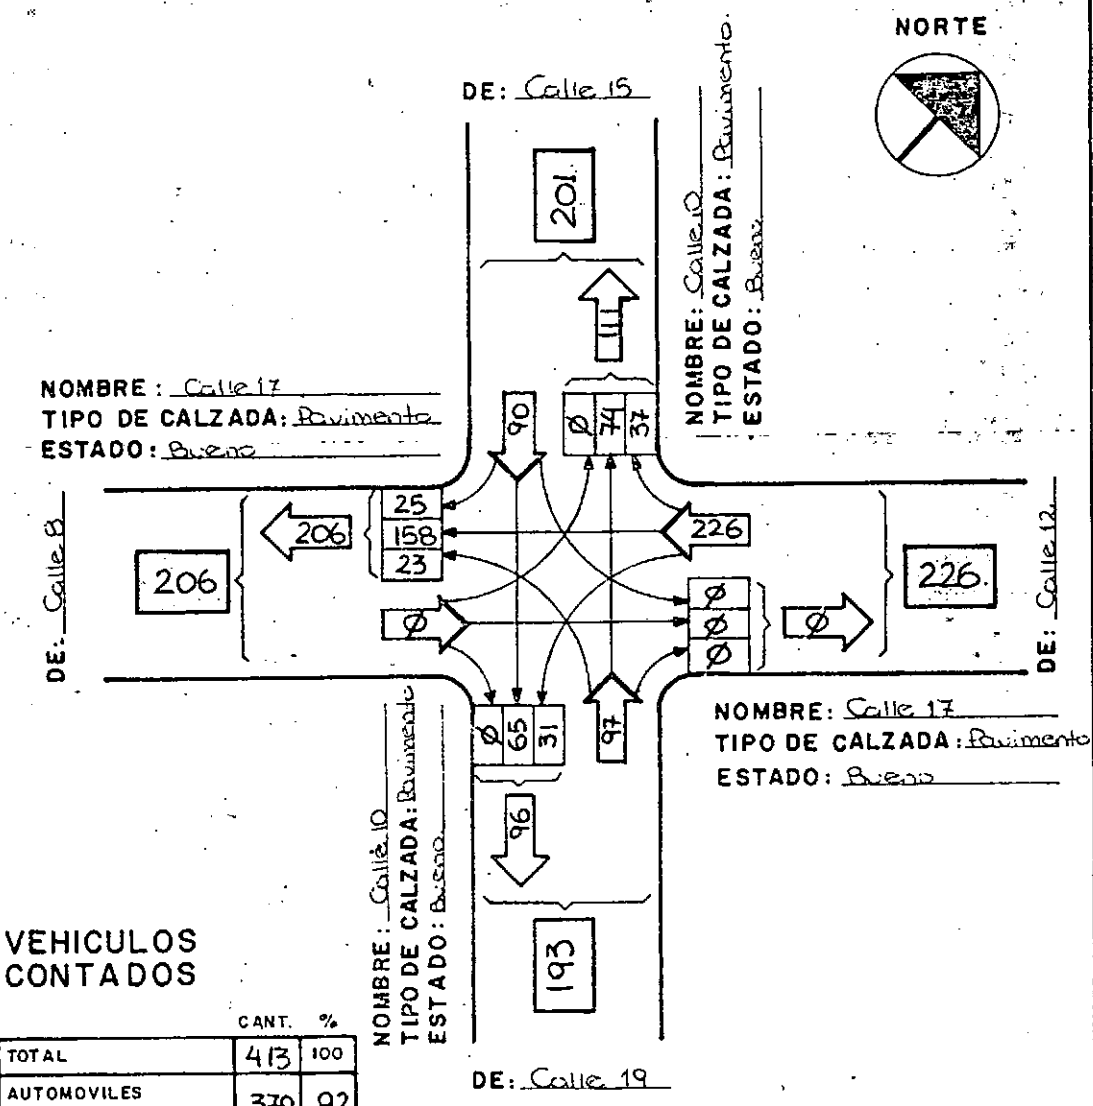 NORTE
DE: Calle 15
201
NOMBRE: Calle 10
TIPO DE CALZADA: Pavimento.
ESTADO: Bueno
111
NOMBRE: Calle 17
TIPO DE CALZADA: Pavimento
ESTADO: Bueno
90
Ø 74 37
DE: Calle 8
206
206
25
158
23
226
226.
DE: Calle 12
Ø
Ø
Ø
Ø
Ø
Ø 65 31
97
NOMBRE: Calle 17
TIPO DE CALZADA: Pavimento
ESTADO: Bueno
96
NOMBRE: Calle 10
TIPO DE CALZADA: Pavimento
ESTADO: Bueno
193
DE: Calle 19
VEHICULOS
CONTADOS
CANT. %
TOTAL 413 100
AUTOMOVILES 370 92